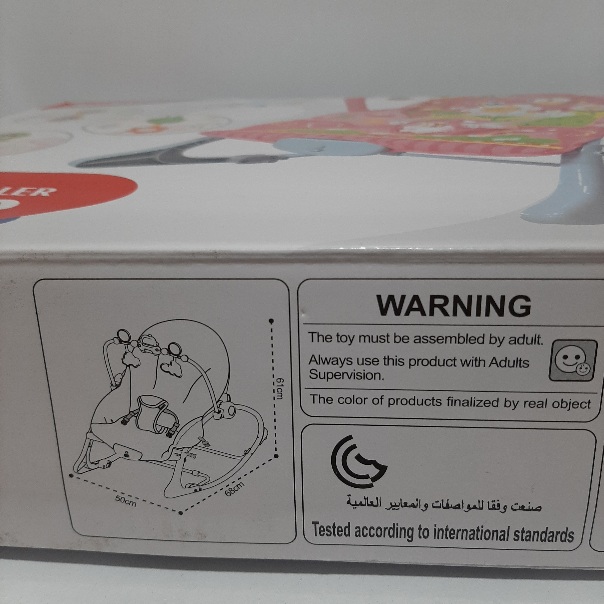 LER
61cm
50cm
68cm
WARNING
The toy must be assembled by adult.
Always use this product with Adults
Supervision.
The color of products finalized by real object
صنعت وفقا للمواصفات والمعايير العالمية
Tested according to international standards